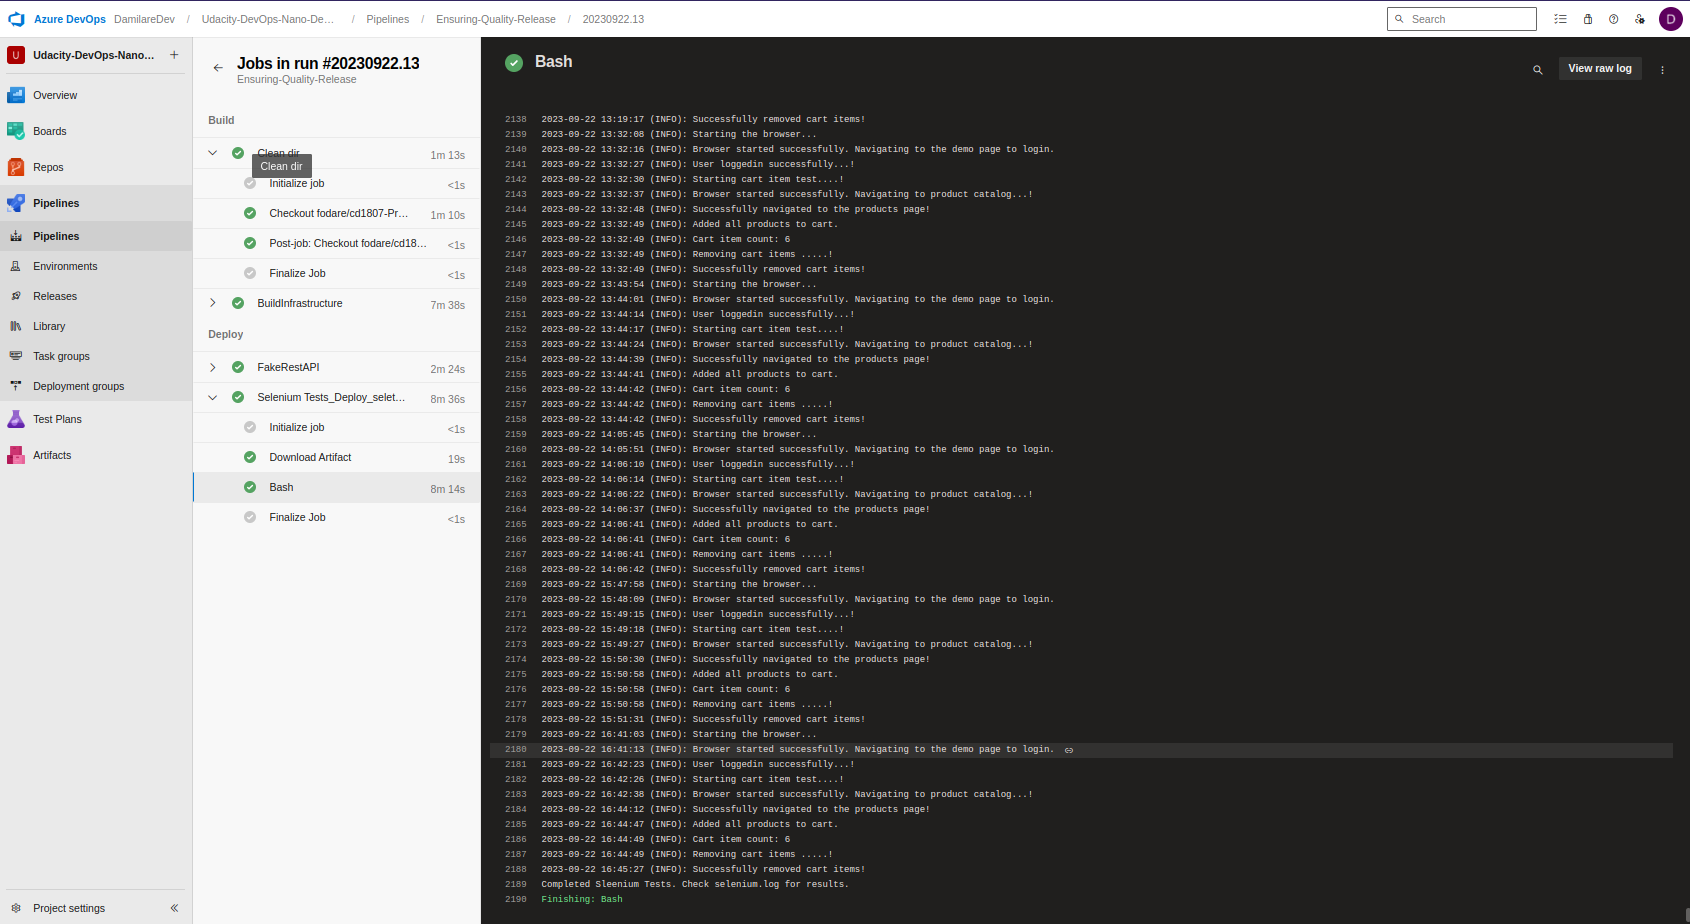 Azure DevOps DamilareDev / Udacity-DevOps-Nano-De... / Pipelines / Ensuring-Quality-Release / 20230922.13
Search
D
U Udacity-DevOps-Nano... +
Overview
Boards
Repos
Pipelines
Pipelines
Environments
Releases
Library
Task groups
Deployment groups
Test Plans
Artifacts
Project settings
Jobs in run #20230922.13
Ensuring-Quality-Release
Build
Clean dir 1m 13s
Clean dir
Initialize job <1s
Checkout fodare/cd1807-Pr... 1m 10s
Post-job: Checkout fodare/cd18... <1s
Finalize Job <1s
BuildInfrastructure 7m 38s
Deploy
FakeRestAPI 2m 24s
Selenium Tests_Deploy_selet... 8m 36s
Initialize job <1s
Download Artifact 19s
Bash 8m 14s
Finalize Job <1s
Bash
View raw log
2138 2023-09-22 13:19:17 (INFO): Successfully removed cart items!
2139 2023-09-22 13:32:08 (INFO): Starting the browser...
2140 2023-09-22 13:32:16 (INFO): Browser started successfully. Navigating to the demo page to login.
2141 2023-09-22 13:32:27 (INFO): User loggedin successfully...!
2142 2023-09-22 13:32:30 (INFO): Starting cart item test....!
2143 2023-09-22 13:32:37 (INFO): Browser started successfully. Navigating to product catalog...!
2144 2023-09-22 13:32:48 (INFO): Successfully navigated to the products page!
2145 2023-09-22 13:32:49 (INFO): Added all products to cart.
2146 2023-09-22 13:32:49 (INFO): Cart item count: 6
2147 2023-09-22 13:32:49 (INFO): Removing cart items .....!
2148 2023-09-22 13:32:49 (INFO): Successfully removed cart items!
2149 2023-09-22 13:43:54 (INFO): Starting the browser...
2150 2023-09-22 13:44:01 (INFO): Browser started successfully. Navigating to the demo page to login.
2151 2023-09-22 13:44:14 (INFO): User loggedin successfully...!
2152 2023-09-22 13:44:17 (INFO): Starting cart item test....!
2153 2023-09-22 13:44:24 (INFO): Browser started successfully. Navigating to product catalog...!
2154 2023-09-22 13:44:39 (INFO): Successfully navigated to the products page!
2155 2023-09-22 13:44:41 (INFO): Added all products to cart.
2156 2023-09-22 13:44:42 (INFO): Cart item count: 6
2157 2023-09-22 13:44:42 (INFO): Removing cart items .....!
2158 2023-09-22 13:44:42 (INFO): Successfully removed cart items!
2159 2023-09-22 14:05:45 (INFO): Starting the browser...
2160 2023-09-22 14:05:51 (INFO): Browser started successfully. Navigating to the demo page to login.
2161 2023-09-22 14:06:10 (INFO): User loggedin successfully...!
2162 2023-09-22 14:06:14 (INFO): Starting cart item test....!
2163 2023-09-22 14:06:22 (INFO): Browser started successfully. Navigating to product catalog...!
2164 2023-09-22 14:06:37 (INFO): Successfully navigated to the products page!
2165 2023-09-22 14:06:41 (INFO): Added all products to cart.
2166 2023-09-22 14:06:41 (INFO): Cart item count: 6
2167 2023-09-22 14:06:41 (INFO): Removing cart items .....!
2168 2023-09-22 14:06:42 (INFO): Successfully removed cart items!
2169 2023-09-22 15:47:58 (INFO): Starting the browser...
2170 2023-09-22 15:48:09 (INFO): Browser started successfully. Navigating to the demo page to login.
2171 2023-09-22 15:49:15 (INFO): User loggedin successfully...!
2172 2023-09-22 15:49:18 (INFO): Starting cart item test....!
2173 2023-09-22 15:49:27 (INFO): Browser started successfully. Navigating to product catalog...!
2174 2023-09-22 15:50:30 (INFO): Successfully navigated to the products page!
2175 2023-09-22 15:50:58 (INFO): Added all products to cart.
2176 2023-09-22 15:50:58 (INFO): Cart item count: 6
2177 2023-09-22 15:50:58 (INFO): Removing cart items .....!
2178 2023-09-22 15:51:31 (INFO): Successfully removed cart items!
2179 2023-09-22 16:41:03 (INFO): Starting the browser...
2180 2023-09-22 16:41:13 (INFO): Browser started successfully. Navigating to the demo page to login.
2181 2023-09-22 16:42:23 (INFO): User loggedin successfully...!
2182 2023-09-22 16:42:26 (INFO): Starting cart item test....!
2183 2023-09-22 16:42:38 (INFO): Browser started successfully. Navigating to product catalog...!
2184 2023-09-22 16:44:12 (INFO): Successfully navigated to the products page!
2185 2023-09-22 16:44:47 (INFO): Added all products to cart.
2186 2023-09-22 16:44:49 (INFO): Cart item count: 6
2187 2023-09-22 16:44:49 (INFO): Removing cart items .....!
2188 2023-09-22 16:45:27 (INFO): Successfully removed cart items!
2189 Completed Sleenium Tests. Check selenium.log for results.
2190 Finishing: Bash